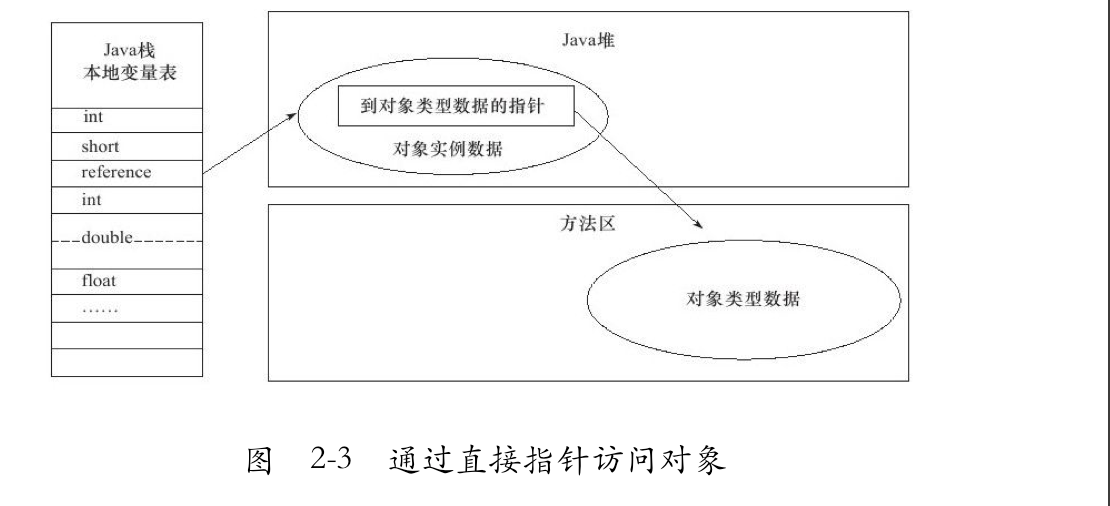 Java栈
本地变量表
int
short
reference
int
double
float
……
Java堆
到对象类型数据的指针
对象实例数据
方法区
对象类型数据
图 2-3 通过直接指针访问对象